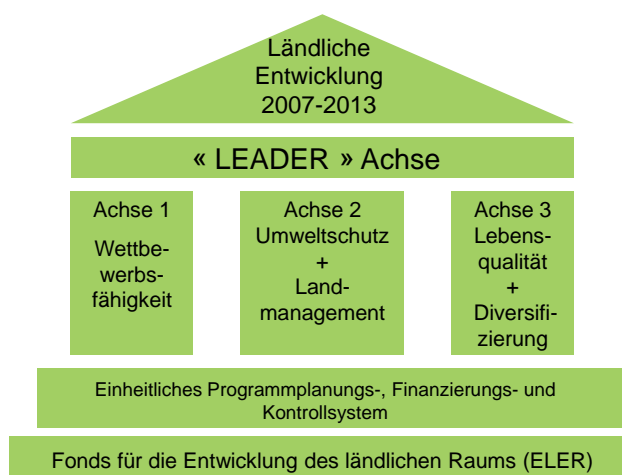 Ländliche
Entwicklung
2007-2013
« LEADER » Achse
Achse 1
Wettbe-
werbs-
fähigkeit
Achse 2
Umweltschutz
+
Land-
management
Achse 3
Lebens-
qualität
+
Diversifi-
zierung
Einheitliches Programmplanungs-, Finanzierungs- und
Kontrollsystem
Fonds für die Entwicklung des ländlichen Raums (ELER)